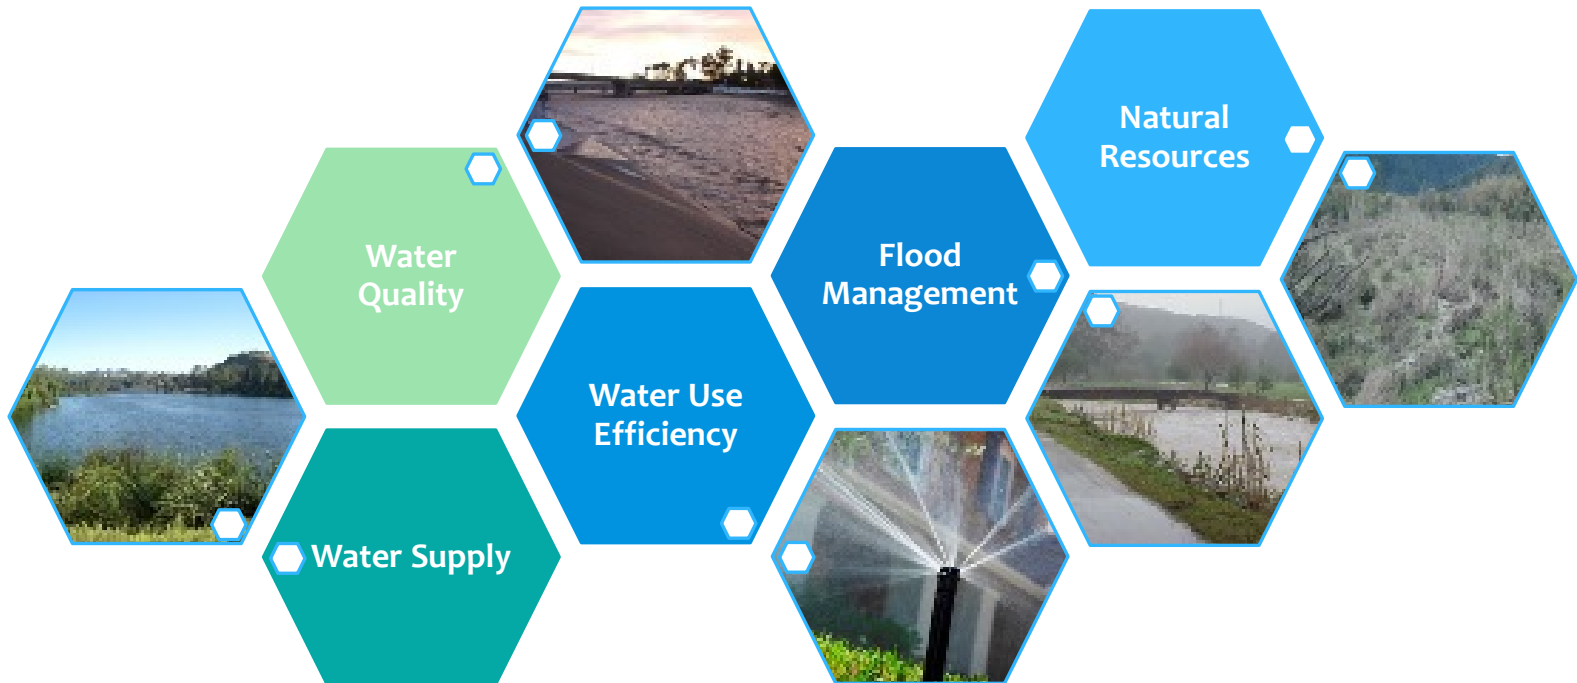 Natural
Resources
Water
Quality
Flood
Management
Water Use
Efficiency
Water Supply